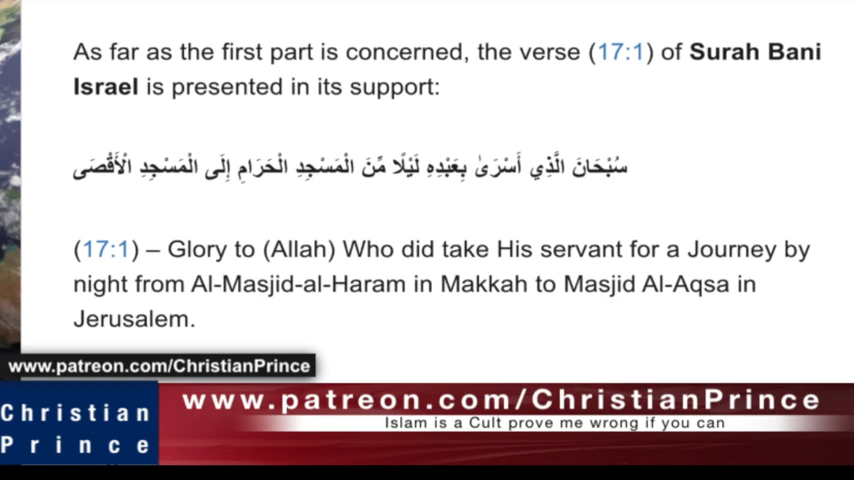 As far as the first part is concerned, the verse (17:1) of Surah Bani
Israel is presented in its support:
سُبْحَانَ الَّذِي أَسْرَىٰ بِعَبْدِهِ لَيْلًا مِّنَ الْمَسْجِدِ الْحَرَامِ إِلَى الْمَسْجِدِ الْأَقْصَى
(17:1) – Glory to (Allah) Who did take His servant for a Journey by
night from Al-Masjid-al-Haram in Makkah to Masjid Al-Aqsa in
Jerusalem.
www.patreon.com/ChristianPrince
Christian
Prince
www.patreon.com/ChristianPrince
Islam is a Cult prove me wrong if you can